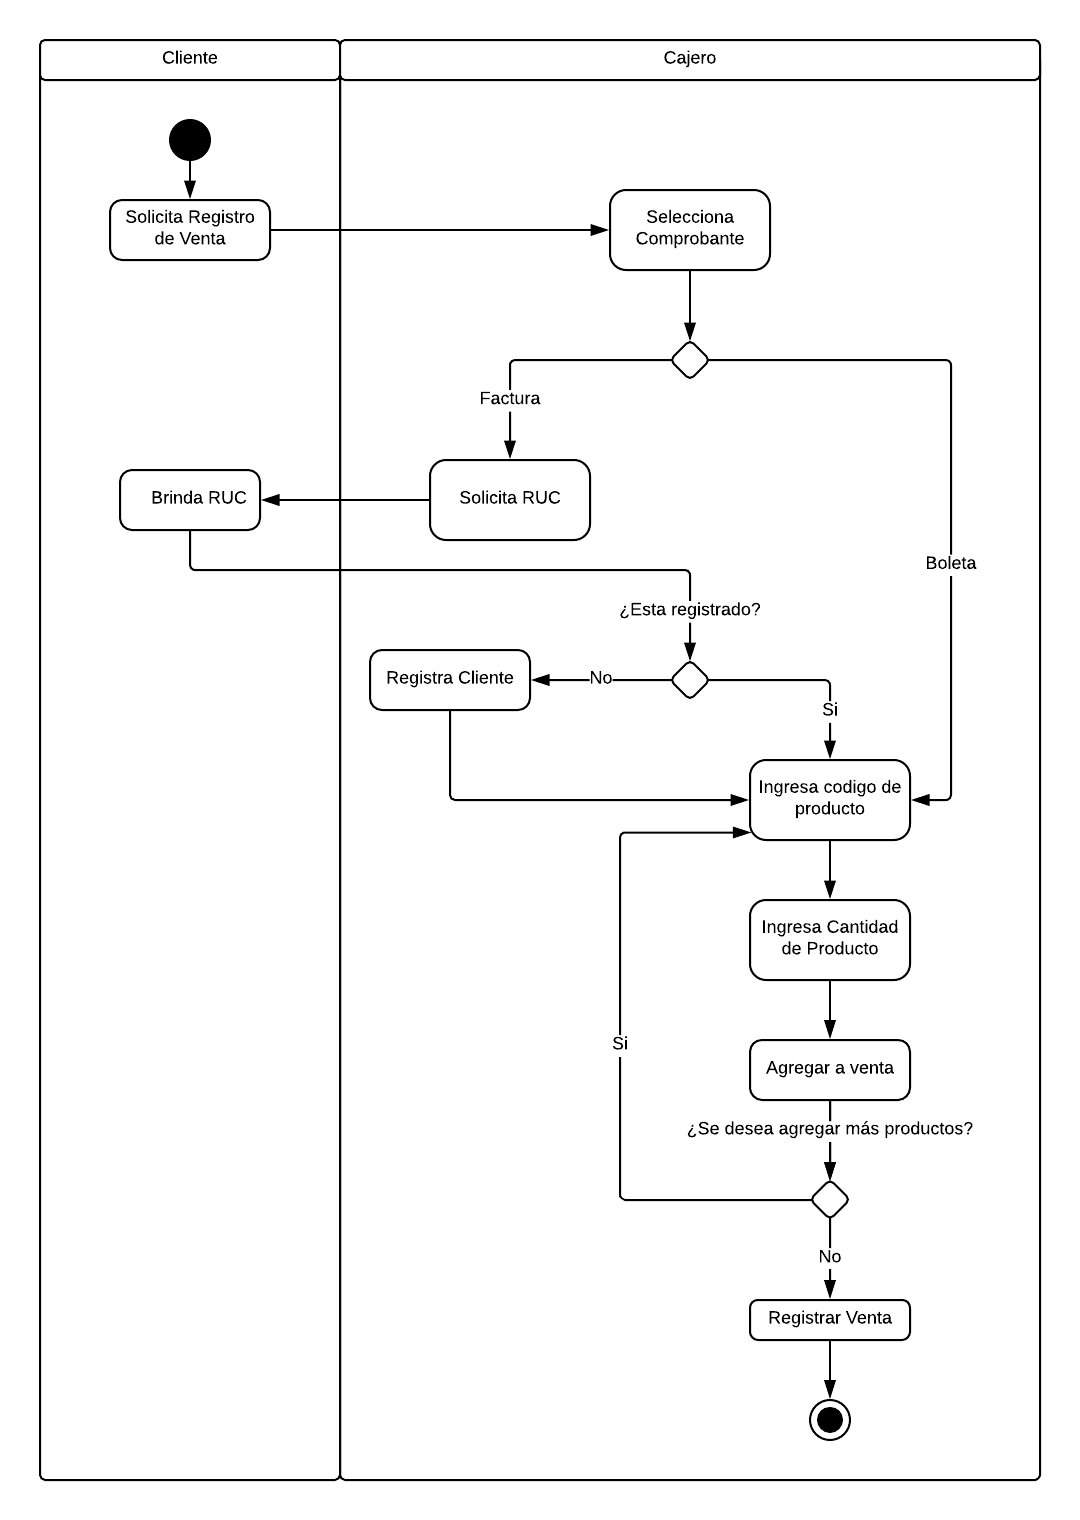 Cliente
Cajero
Solicita Registro
de Venta
Selecciona
Comprobante
Factura
Brinda RUC
Solicita RUC
Boleta
¿Esta registrado?
Registra Cliente
No
Si
Ingresa codigo de
producto
Ingresa Cantidad
de Producto
Si
Agregar a venta
¿Se desea agregar más productos?
No
Registrar Venta